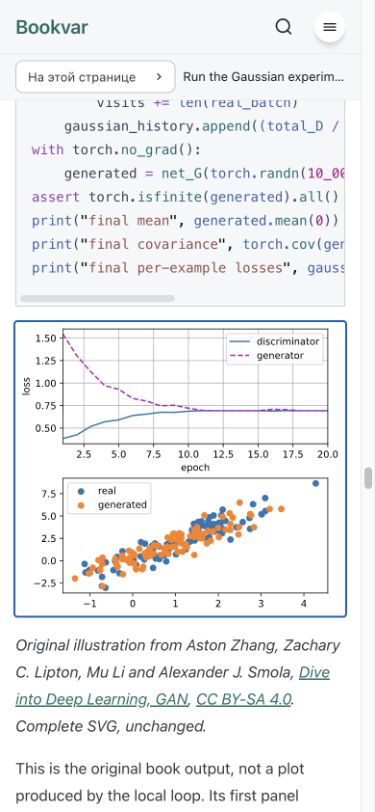 Bookvar
На этой странице
Run the Gaussian experim...
visits += len(real_batch)
gaussian_history.append((total_D /
with torch.no_grad():
generated = net_G(torch.randn(10_00
assert torch.isfinite(generated).all()
print("final mean", generated.mean(0))
print("final covariance", torch.cov(gen
print("final per-example losses", gauss
1.50
1.25
1.00
0.75
0.50
loss
discriminator
generator
2.5 5.0 7.5 10.0 12.5 15.0 17.5 20.0
epoch
real
generated
7.5
5.0
2.5
0.0
−2.5
−1 0 1 2 3 4
Original illustration from Aston Zhang, Zachary
C. Lipton, Mu Li and Alexander J. Smola, Dive
into Deep Learning, GAN, CC BY-SA 4.0.
Complete SVG, unchanged.
This is the original book output, not a plot
produced by the local loop. Its first panel